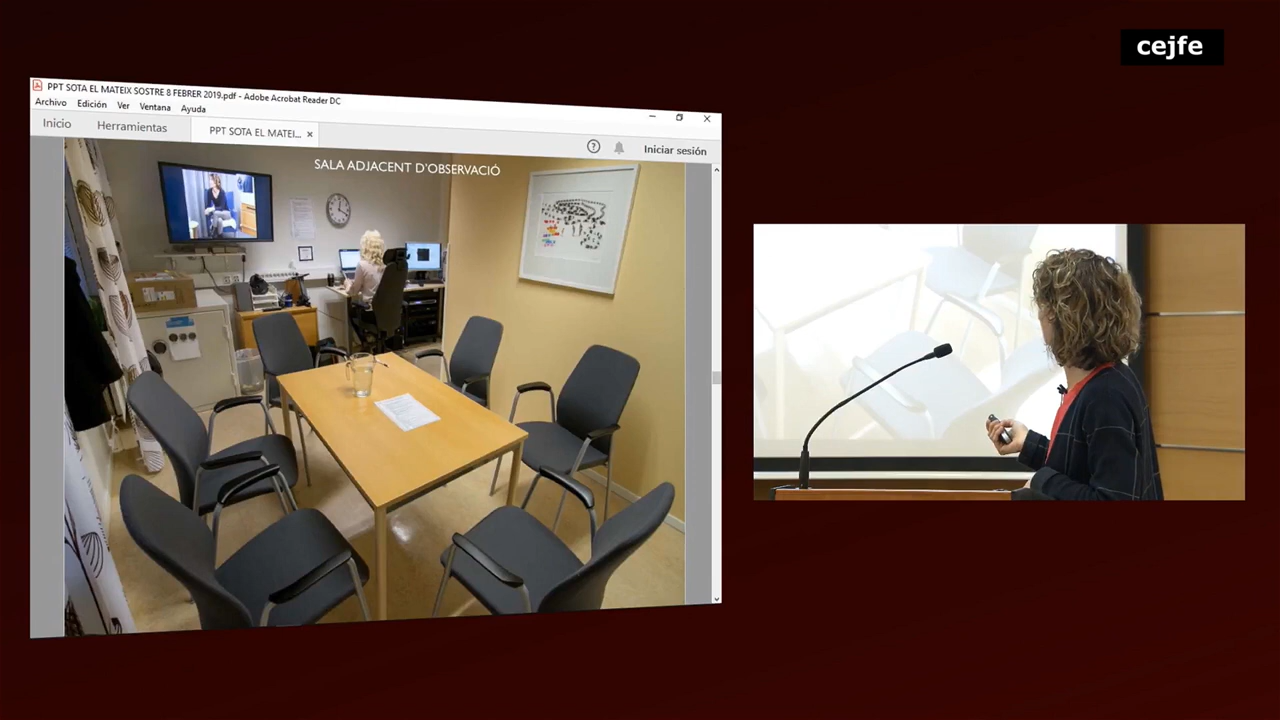 cejfe
PPT SOTA EL MATEIX SOSTRE 8 FEBRER 2019.pdf - Adobe Acrobat Reader DC
Archivo Edición Ver Ventana Ayuda
Inicio Herramientas PPT SOTA EL MATEI... Iniciar sesión
SALA ADJACENT D'OBSERVACIÓ